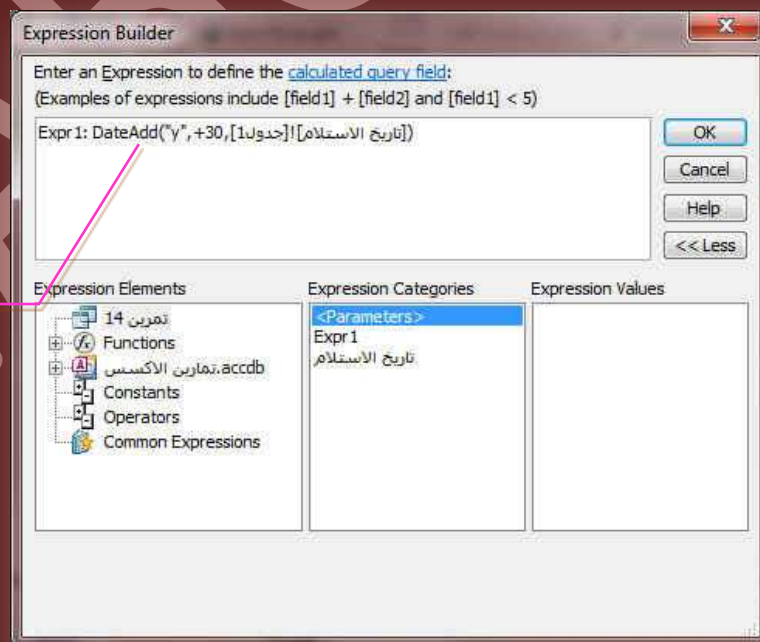 Expression Builder
Enter an Expression to define the calculated query field:
(Examples of expressions include [field1] + [field2] and [field1] < 5)
Expr1: DateAdd("y",+30,[جدول1]![تاريخ الاستلام])
OK
Cancel
Help
<< Less
Expression Elements
تمرين 14
Functions
تمارين الاكسس.accdb
Constants
Operators
Common Expressions
Expression Categories
<Parameters>
Expr1
تاريخ الاستلام
Expression Values